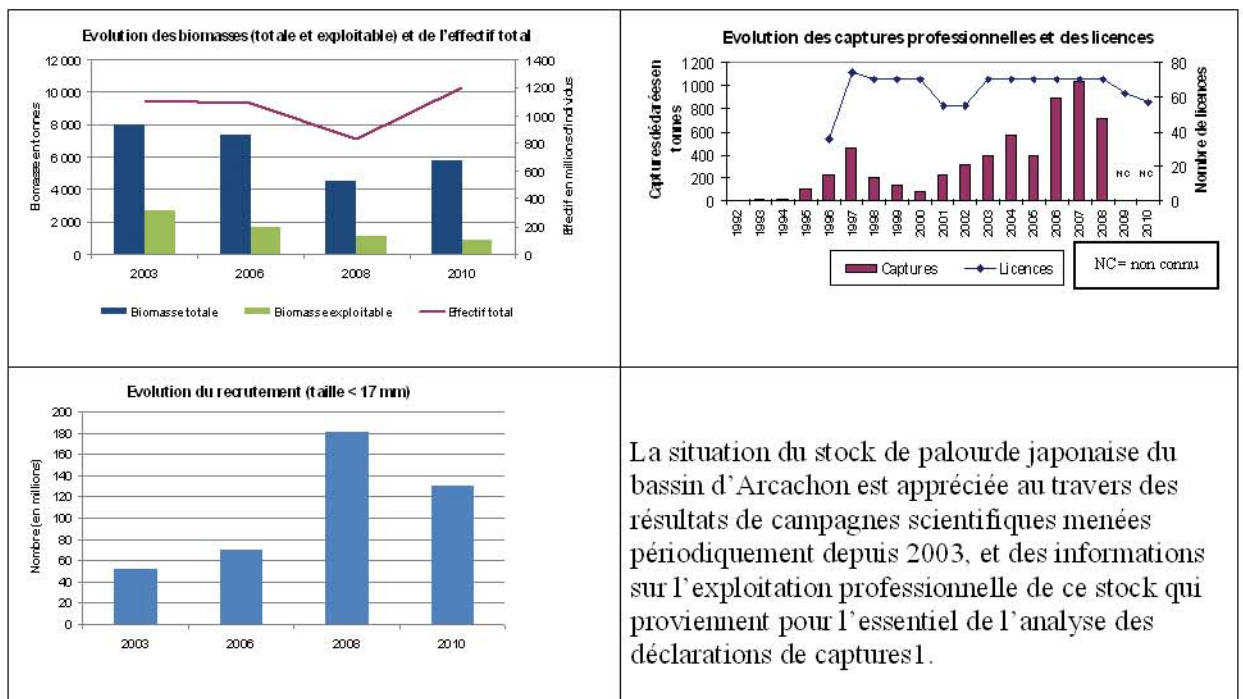 Evolution des biomasses (totale et exploitable) et de l'effectif total
12 000
10 000
8 000
6 000
4 000
2 000
0
Biomasse en tonnes
1400
1200
1000
800
600
400
200
0
Effectif en millions d'individus
2003 2006 2008 2010
Biomasse totale Biomasse exploitable Effectif total
Evolution des captures professionnelles et des licences
1 200
1 000
800
600
400
200
0
Captures déclarées en
tonnes
80
60
40
20
0
Nombre de licences
NC NC
1992 1993 1994 1995 1996 1997 1998 1999 2000 2001 2002 2003 2004 2005 2006 2007 2008 2009 2010
Captures Licences
NC= non connu
Evolution du recrutement (taille < 17 mm)
200
180
160
140
120
100
80
60
40
20
0
Nombre (en millions)
2003 2006 2008 2010
La situation du stock de palourde japonaise du
bassin d'Arcachon est appréciée au travers des
résultats de campagnes scientifiques menées
périodiquement depuis 2003, et des informations
sur l'exploitation professionnelle de ce stock qui
proviennent pour l'essentiel de l'analyse des
déclarations de captures1.